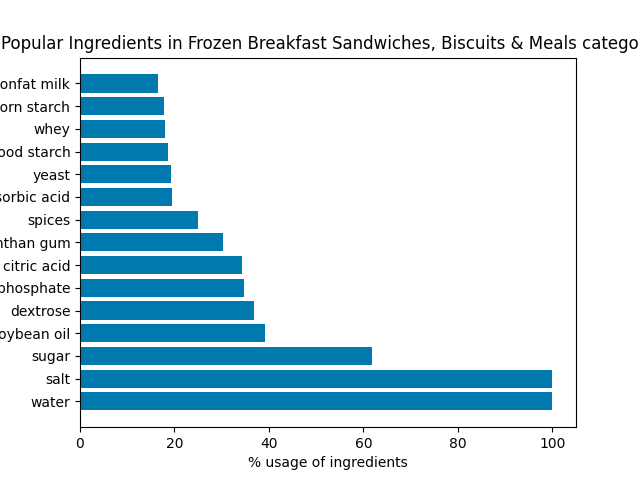 Popular Ingredients in Frozen Breakfast Sandwiches, Biscuits & Meals catego
onfat milk
orn starch
whey
ood starch
yeast
sorbic acid
spices
nthan gum
citric acid
phosphate
dextrose
oybean oil
sugar
salt
water
0 20 40 60 80 100
% usage of ingredients